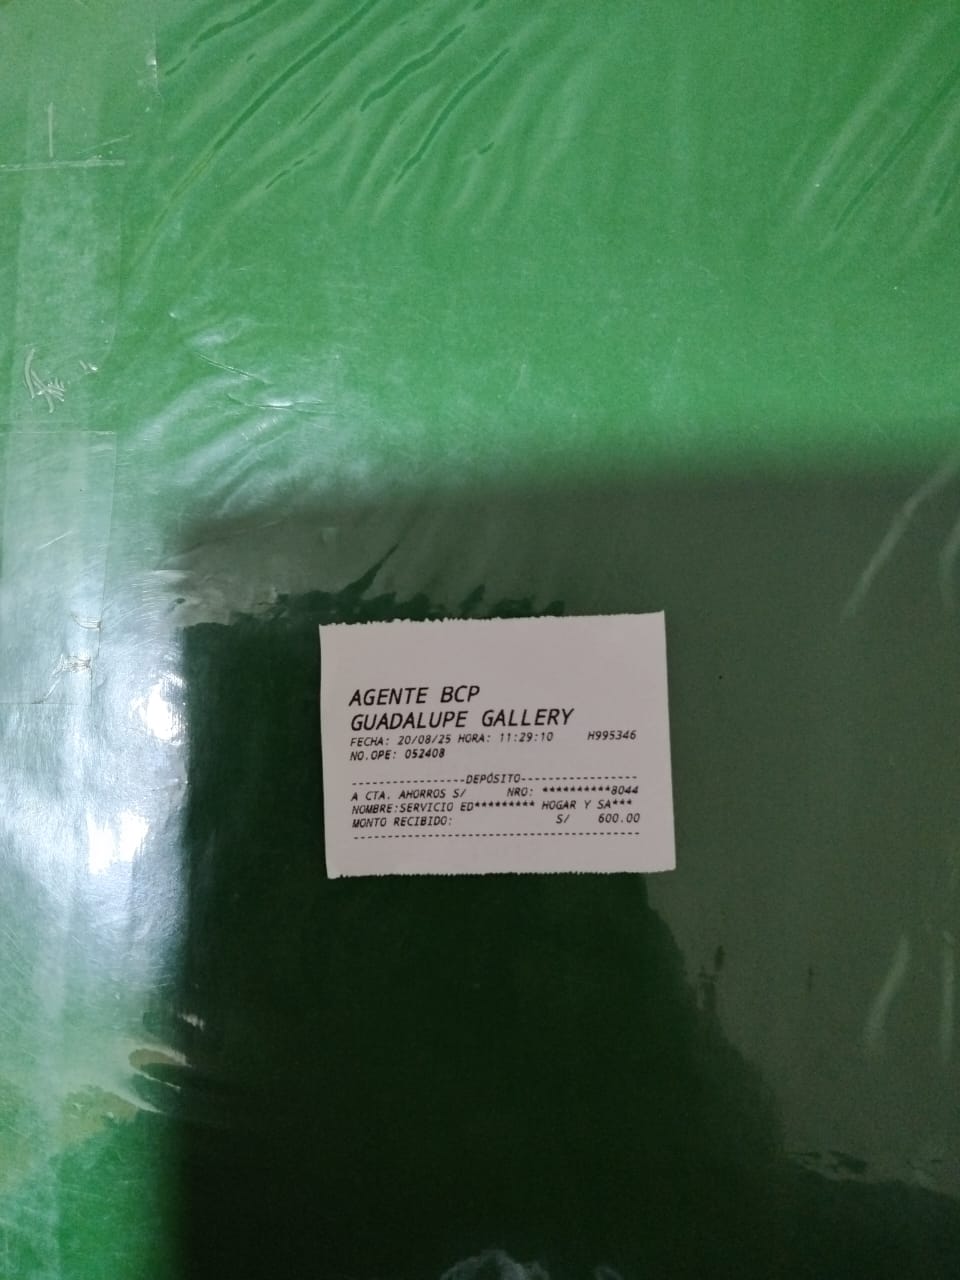 AGENTE BCP
GUADALUPE GALLERY
FECHA: 20/08/25 HORA: 11:29:10 H995346
NO.OPE: 052408
-----------------DEPÓSITO-----------------
A CTA. AHORROS S/ NRO: **********8044
NOMBRE:SERVICIO ED********* HOGAR Y SA***
MONTO RECIBIDO: S/ 600.00
------------------------------------------